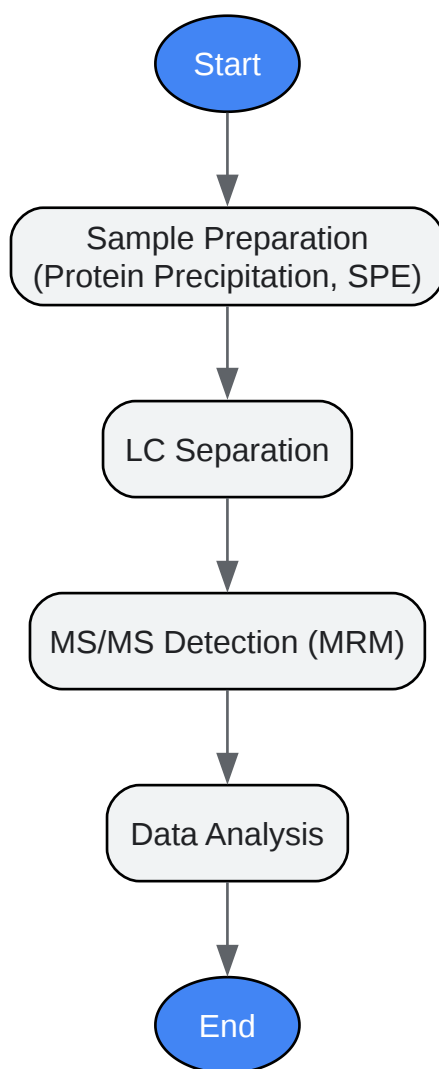 Start
Sample Preparation
(Protein Precipitation, SPE)
LC Separation
MS/MS Detection (MRM)
Data Analysis
End